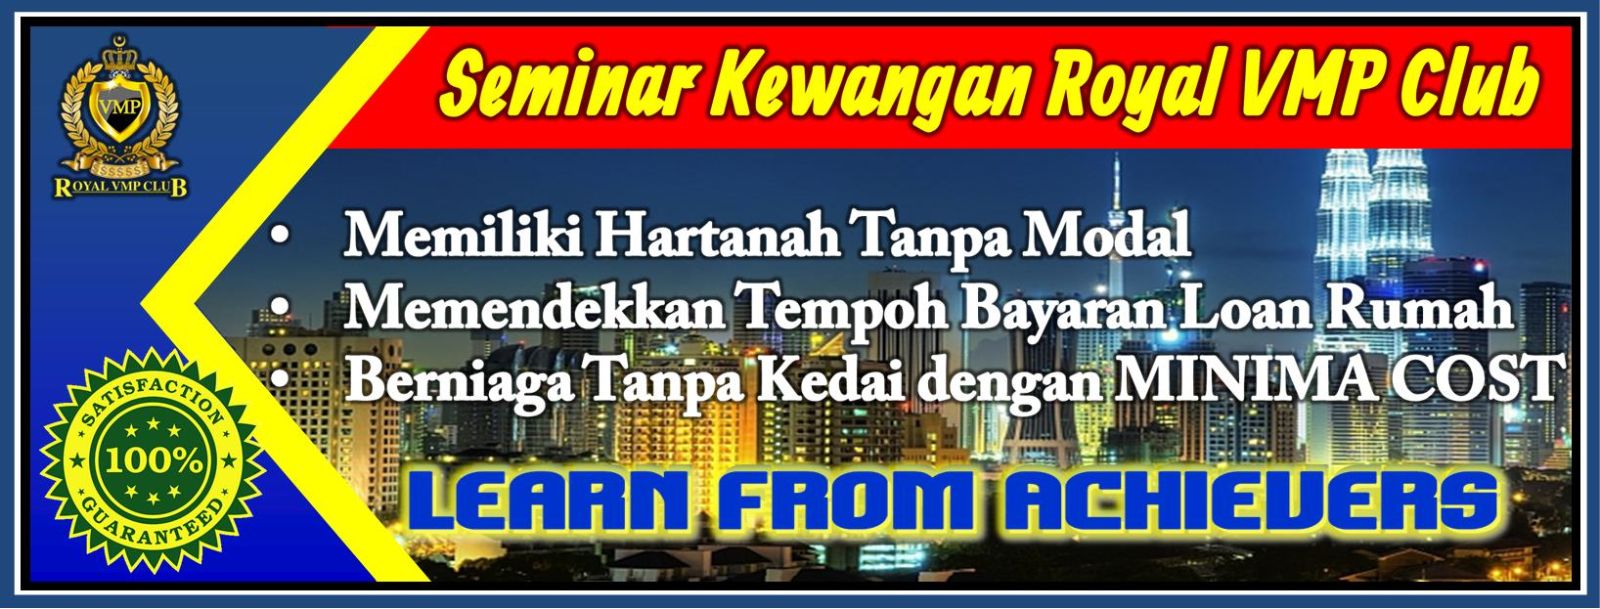 Seminar Kewangan Royal VMP Club
VMP
SSSSSS
ROYAL VMP CLUB
• Memiliki Hartanah Tanpa Modal
• Memendekkan Tempoh Bayaran Loan Rumah
• Berniaga Tanpa Kedai dengan MINIMA COST
SATISFACTION
100%
GUARANTEED
LEARN FROM ACHIEVERS